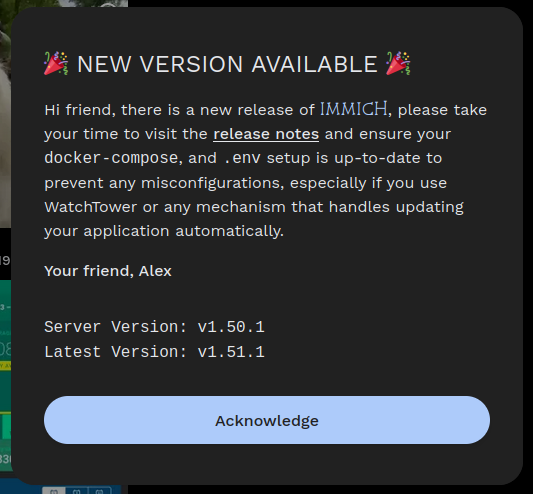 🎉 NEW VERSION AVAILABLE 🎉
Hi friend, there is a new release of IMMICH, please take
your time to visit the release notes and ensure your
docker-compose, and .env setup is up-to-date to
prevent any misconfigurations, especially if you use
WatchTower or any mechanism that handles updating
your application automatically.
Your friend, Alex
Server Version: v1.50.1
Latest Version: v1.51.1
Acknowledge